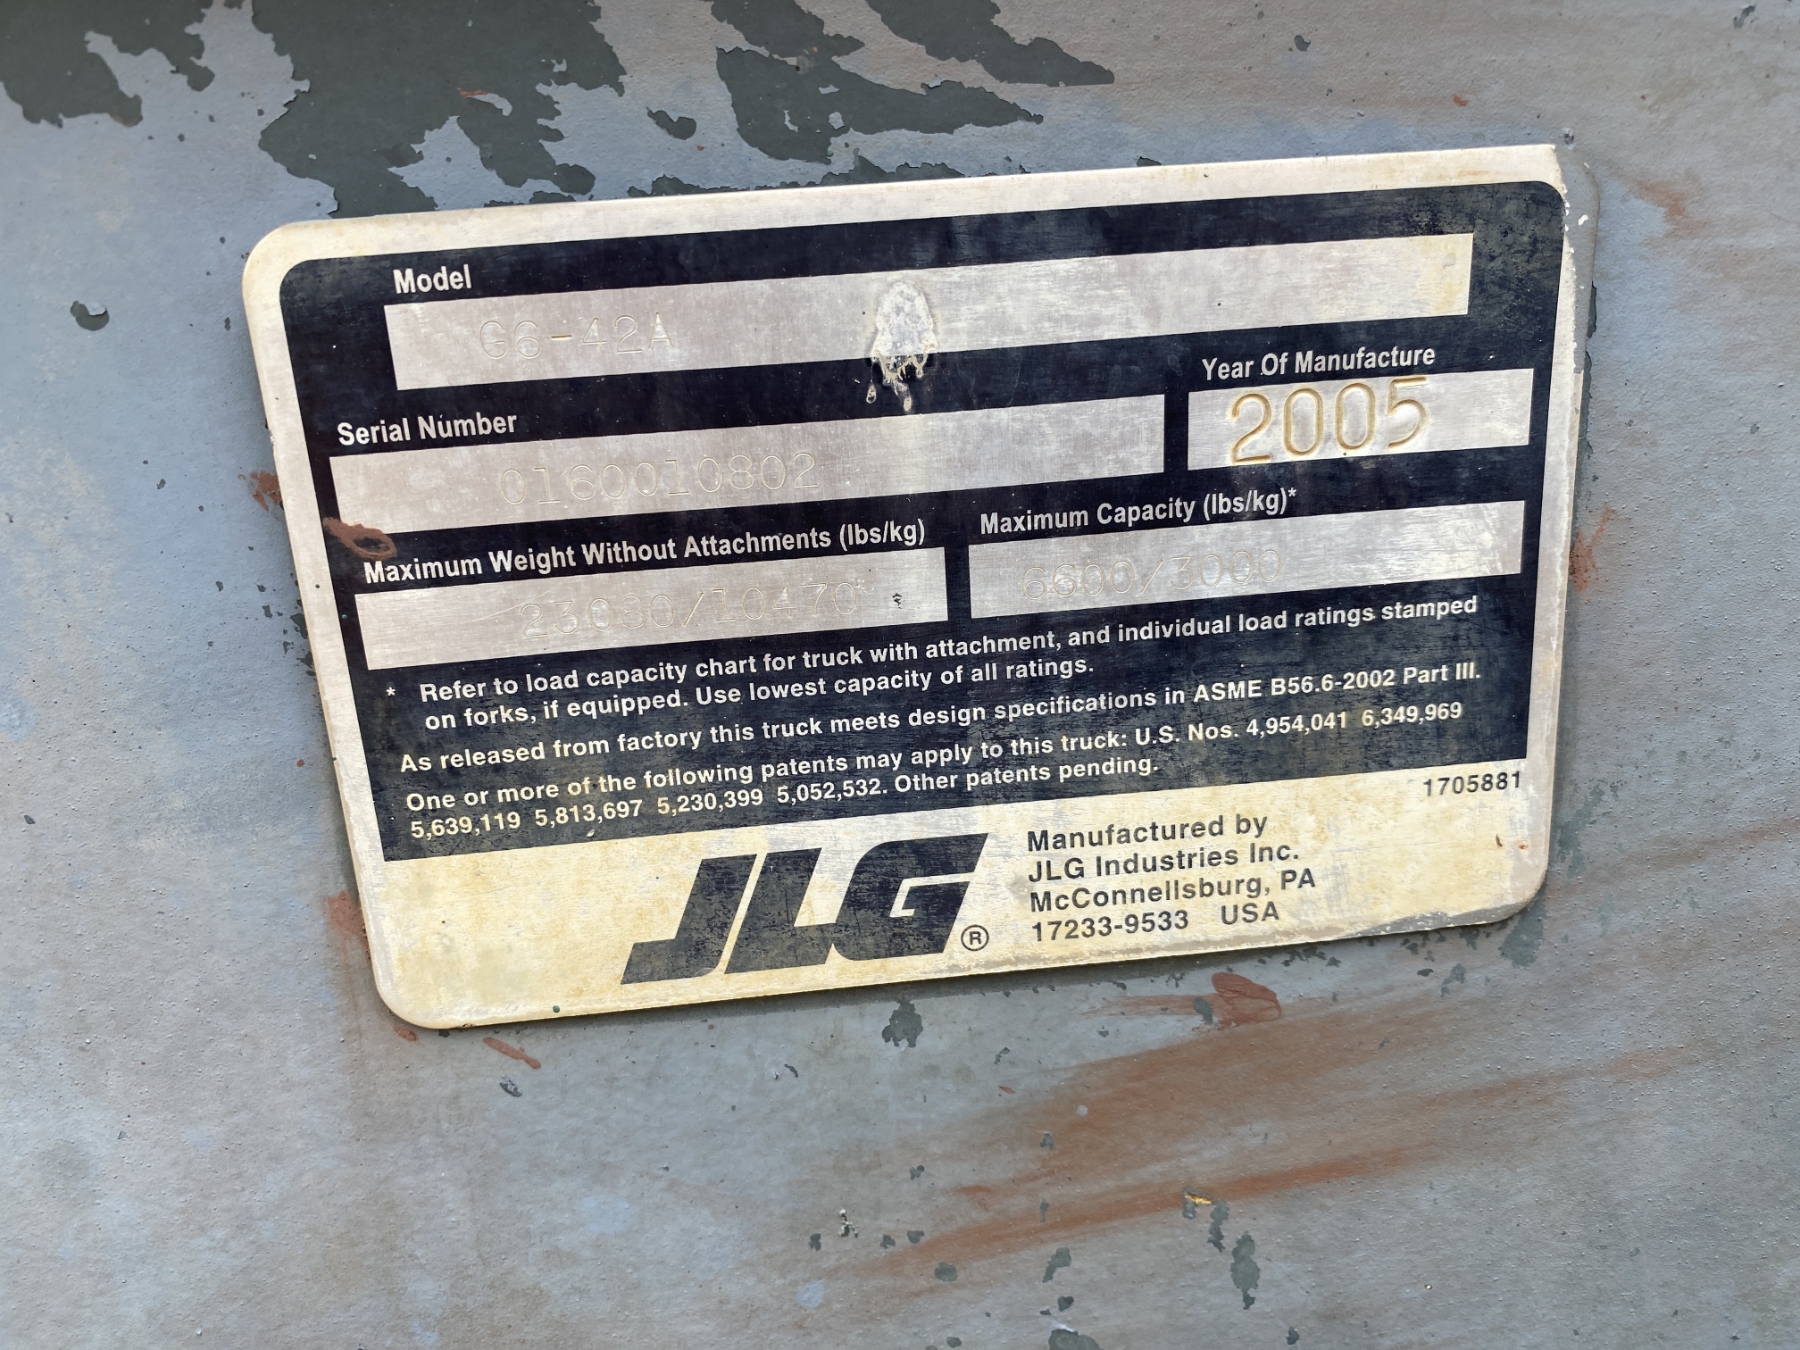 Model
G6-42A
Serial Number
0160010802
Year Of Manufacture
2005
Maximum Weight Without Attachments (lbs/kg)
23080/10470
Maximum Capacity (lbs/kg)*
6600/3000
* Refer to load capacity chart for truck with attachment, and individual load ratings stamped
on forks, if equipped. Use lowest capacity of all ratings.
As released from factory this truck meets design specifications in ASME B56.6-2002 Part III.
One or more of the following patents may apply to this truck: U.S. Nos. 4,954,041 6,349,969
5,639,119 5,813,697 5,230,399 5,052,532. Other patents pending.
1705881
JLG®
Manufactured by
JLG Industries Inc.
McConnellsburg, PA
17233-9533 USA